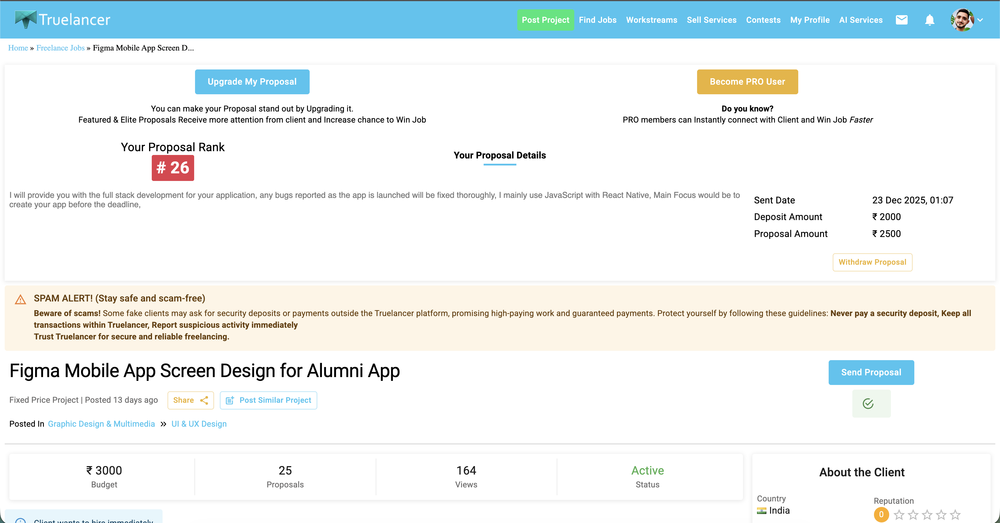 Truelancer
Post Project Find Jobs Workstreams Sell Services Contests My Profile AI Services
Home » Freelance Jobs » Figma Mobile App Screen D...
Upgrade My Proposal
Become PRO User
You can make your Proposal stand out by Upgrading it.
Featured & Elite Proposals Receive more attention from client and Increase chance to Win Job
Do you know?
PRO members can Instantly connect with Client and Win Job Faster
Your Proposal Rank
# 26
Your Proposal Details
I will provide you with the full stack development for your application, any bugs reported as the app is launched will be fixed thoroughly, I mainly use JavaScript with React Native, Main Focus would be to
create your app before the deadline,
Sent Date 23 Dec 2025, 01:07
Deposit Amount ₹ 2000
Proposal Amount ₹ 2500
Withdraw Proposal
SPAM ALERT! (Stay safe and scam-free)
Beware of scams! Some fake clients may ask for security deposits or payments outside the Truelancer platform, promising high-paying work and guaranteed payments. Protect yourself by following these guidelines: Never pay a security deposit, Keep all
transactions within Truelancer, Report suspicious activity immediately
Trust Truelancer for secure and reliable freelancing.
Figma Mobile App Screen Design for Alumni App
Send Proposal
Fixed Price Project | Posted 13 days ago Share Post Similar Project
Posted In Graphic Design & Multimedia » UI & UX Design
₹ 3000 25 164 Active
Budget Proposals Views Status
About the Client
Country Reputation
India 0
Client wants to hire immediately